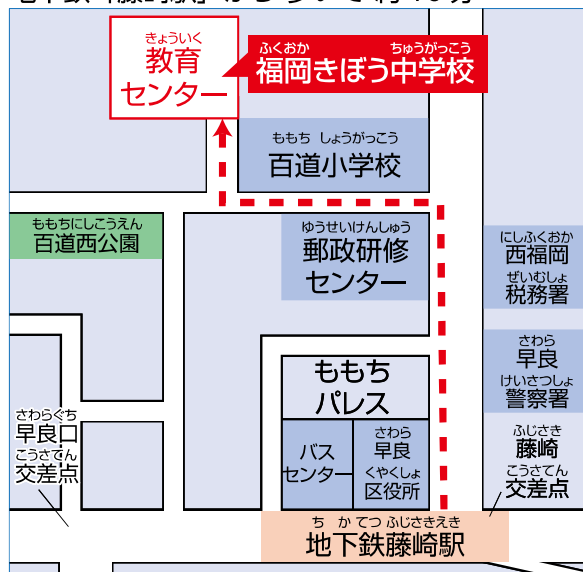 きょういく
教育
センター
ふくおか ちゅうがっこう
福岡きぼう中学校
ももち しょうがっこう
百道小学校
ももちにしこうえん
百道西公園
ゆうせいけんしゅう
郵政研修
センター
にしふくおか
西福岡
ぜいむしょ
税務署
さわら
早良
けいさつしょ
警察署
ももち
パレス
バス
センター
さわら
早良
くやくしょ
区役所
さわらぐち
早良口
こうさてん
交差点
ふじさき
藤崎
こうさてん
交差点
ちかてつ ふじさきえき
地下鉄藤崎駅